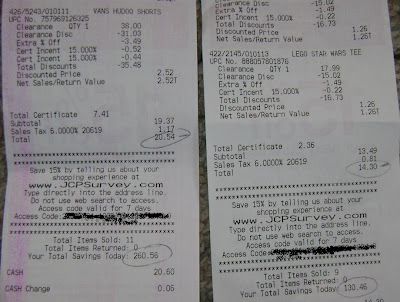 426/5243/010111 VANS HUDOO SHORTS
UPC No. 757969126325
Clearance QTY 1 38.00
Clearance Disc -31.03
Extra % Off -3.49
Cert Incent 15.000% -0.52
Cert Incent 15.000% -0.44
Total Discounts -35.48
Discounted Price 2.52
Net Sales/Return Value 2.52T
Total Certificate 7.41
Subtotal 19.37
Sales Tax 6.0000% 20619 1.17
Total 20.54
Save 15% by telling us about your
shopping experience at
www.JCPSurvey.com
Type directly into the address line.
Do not use web search to access.
Access code valid for 7 days
Access Code:
Total Items Sold: 11
Total Items Returned 0
Your Total Savings Today: 260.56
CASH 20.60
CASH Change 0.06
Extra % Off -1.49
Cert Incent 15.000% -0.22
Total Discounts -16.73
Discounted Price 1.26
Net Sales/Return Value 1.26T
422/2145/010113 LEGO STAR WARS TEE
UPC No. 888057801876
Clearance QTY 1 17.99
Clearance Disc -15.02
Extra % Off -1.49
Cert Incent 15.000% -0.22
Total Discounts -16.73
Discounted Price 1.26
Net Sales/Return Value 1.26T
Total Certificate 2.36
Subtotal 13.49
Sales Tax 6.0000% 20619 0.81
Total 14.30
Save 15% by telling us about your
shopping experience at
www.JCPSurvey.com
Type directly into the address line.
Do not use web search to access.
Access code valid for 7 days
Access Code:
Total Items Sold: 9
Total Items Returned 0
Your Total Savings Today: 130.46